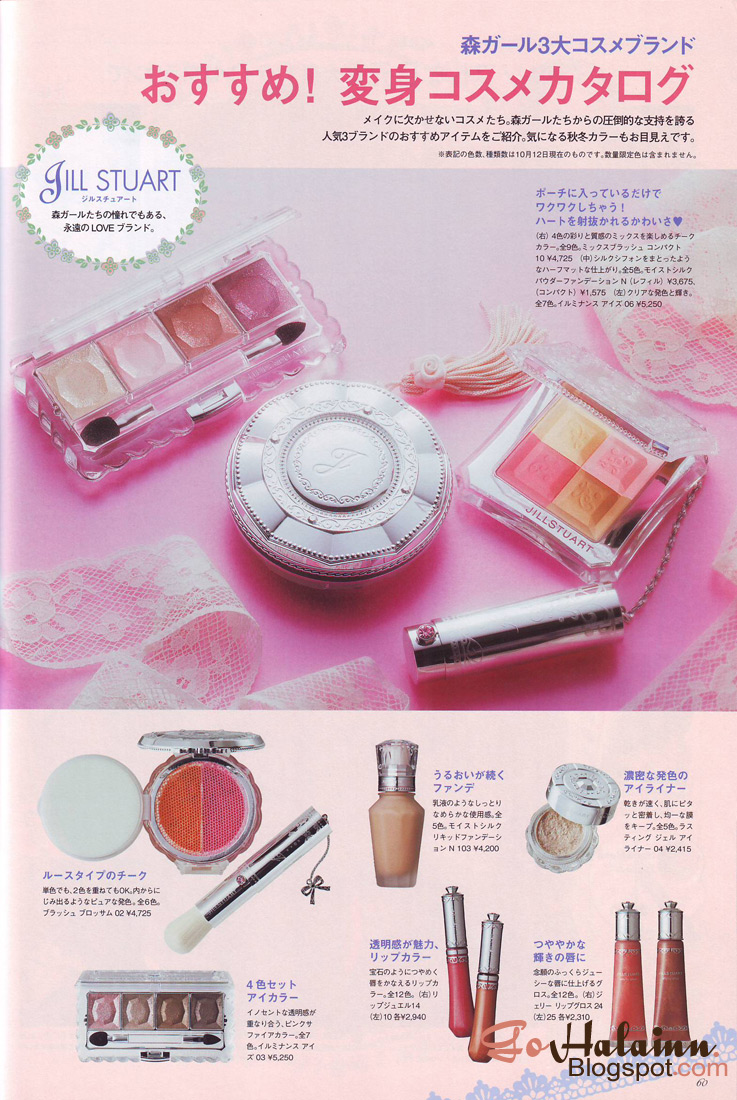 森ガール3大コスメブランド
おすすめ! 変身コスメカタログ
メイクに欠かせないコスメたち。森ガールたちからの圧倒的な支持を誇る
人気3ブランドのおすすめアイテムをご紹介。気になる秋冬カラーもお目見えです。
※表記の色数、種類数は10月12日現在のものです。数量限定色は含まれません。
JILL STUART
ジルスチュアート
森ガールたちの憧れでもある、
永遠のLOVEブランド。
ポーチに入っているだけで
ワクワクしちゃう!
ハートを射抜かれるかわいさ♥
(右) 4色の彩りと質感のミックスを楽しめるチーク
カラー。全9色。ミックスブラッシュ コンパクト
10 ¥4,725 (中)シルクシフォンをまとったよう
なハーフマットな仕上がり。全5色。モイストシルク
パウダーファンデーション N (レフィル) ¥3,675、
(コンパクト) ¥1,575 (左)クリアな発色と輝き。
全7色。イルミナンス アイズ 06 ¥5,250
JILLSTUART
ルースタイプのチーク
単色でも、2色を重ねてもOK。内からに
じみ出るようなピュアな発色。全6色。
ブラッシュ ブロッサム 02 ¥4,725
うるおいが続く
ファンデ
乳液のようなしっとり
なめらかな使用感。全
5色。モイストシルク
リキッドファンデーシ
ョン N 103 ¥4,200
濃密な発色の
アイライナー
乾きが速く、肌にピタ
ッと密着し、均一な膜
をキープ。全5色。ラス
ティング ジェル アイ
ライナー 04 ¥2,415
4色セット
アイカラー
イノセントな透明感が
重なり合う、ピンクサ
ファイアカラー。全7
色。イルミナンス アイ
ズ 03 ¥5,250
透明感が魅力、
リップカラー
宝石のようにつやめく
唇をかなえるリップカ
ラー。全12色。(右)リ
ップジュエル14
(左)10 各¥2,940
つややかな
輝きの唇に
念願のふっくらジュー
シーな唇に仕上げるグ
ロス。全12色。(右)ジ
ェリー リップグロス 24
(左)25 各¥2,310
Go Halainn.
Blogspot.com
60